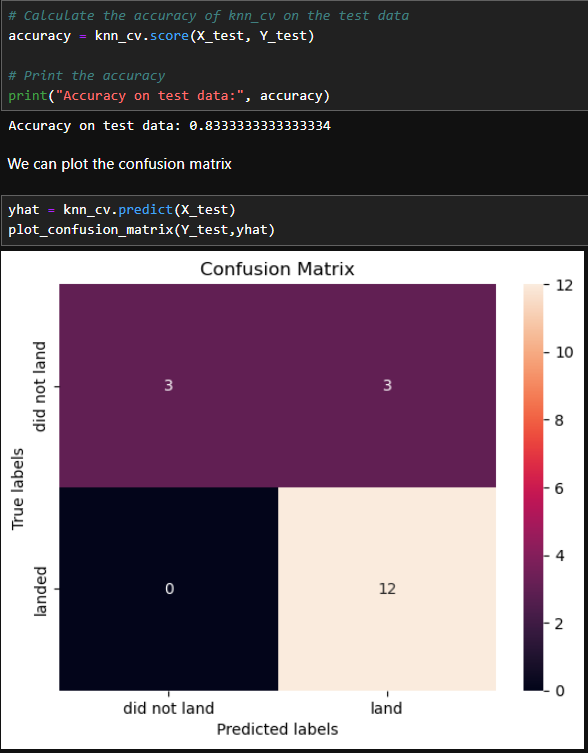 # Calculate the accuracy of knn_cv on the test data
accuracy = knn_cv.score(X_test, Y_test)
# Print the accuracy
print("Accuracy on test data:", accuracy)
Accuracy on test data: 0.8333333333333334
We can plot the confusion matrix
yhat = knn_cv.predict(X_test)
plot_confusion_matrix(Y_test,yhat)
Confusion Matrix
True labels
did not land
3
3
landed
0
12
did not land
land
Predicted labels
12
10
8
6
4
2
0